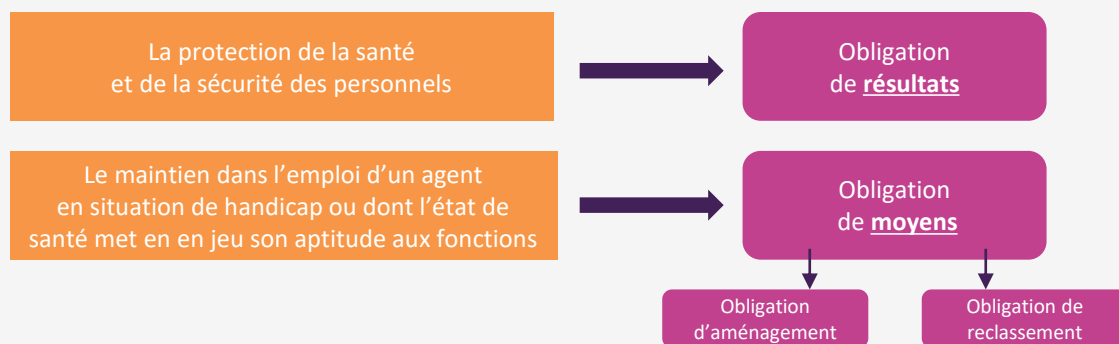 La protection de la santé
et de la sécurité des personnels
Obligation
de résultats
Le maintien dans l’emploi d’un agent
en situation de handicap ou dont l’état de
santé met en en jeu son aptitude aux fonctions
Obligation
de moyens
Obligation
d’aménagement
Obligation de
reclassement